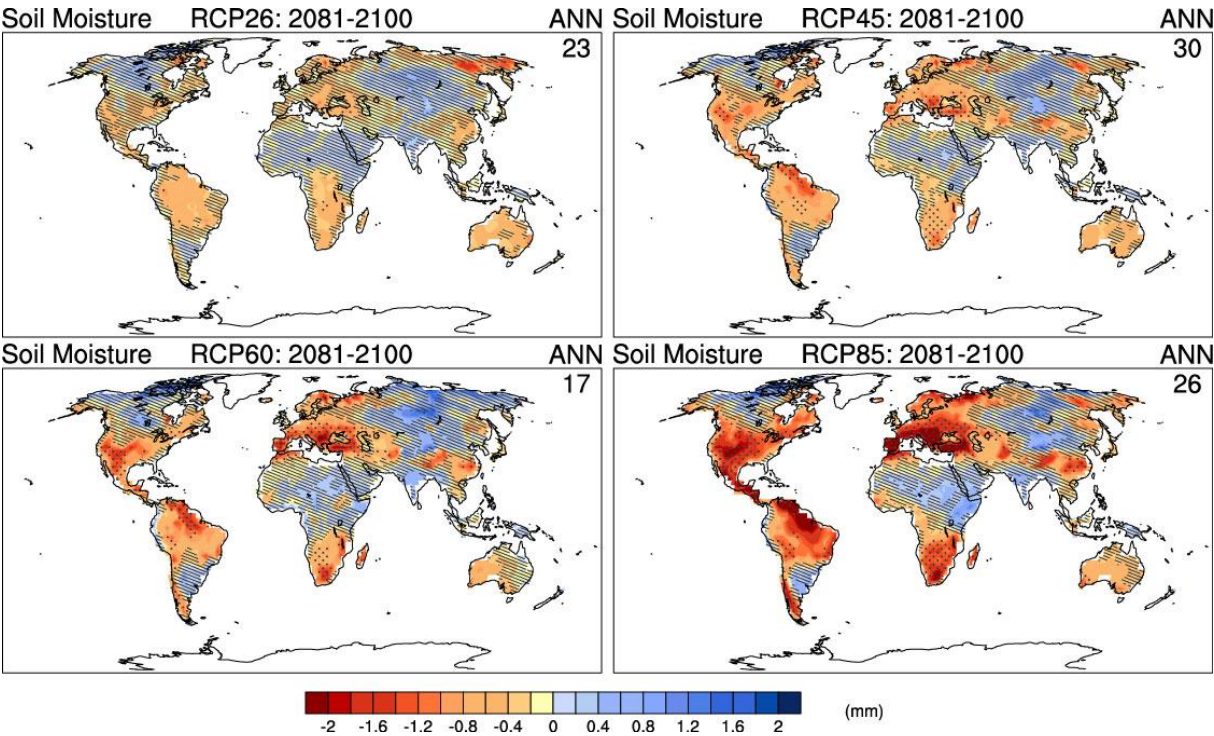 Soil Moisture RCP26: 2081-2100 ANN
23
Soil Moisture RCP45: 2081-2100 ANN
30
Soil Moisture RCP60: 2081-2100 ANN
17
Soil Moisture RCP85: 2081-2100 ANN
26
-2 -1.6 -1.2 -0.8 -0.4 0 0.4 0.8 1.2 1.6 2 (mm)